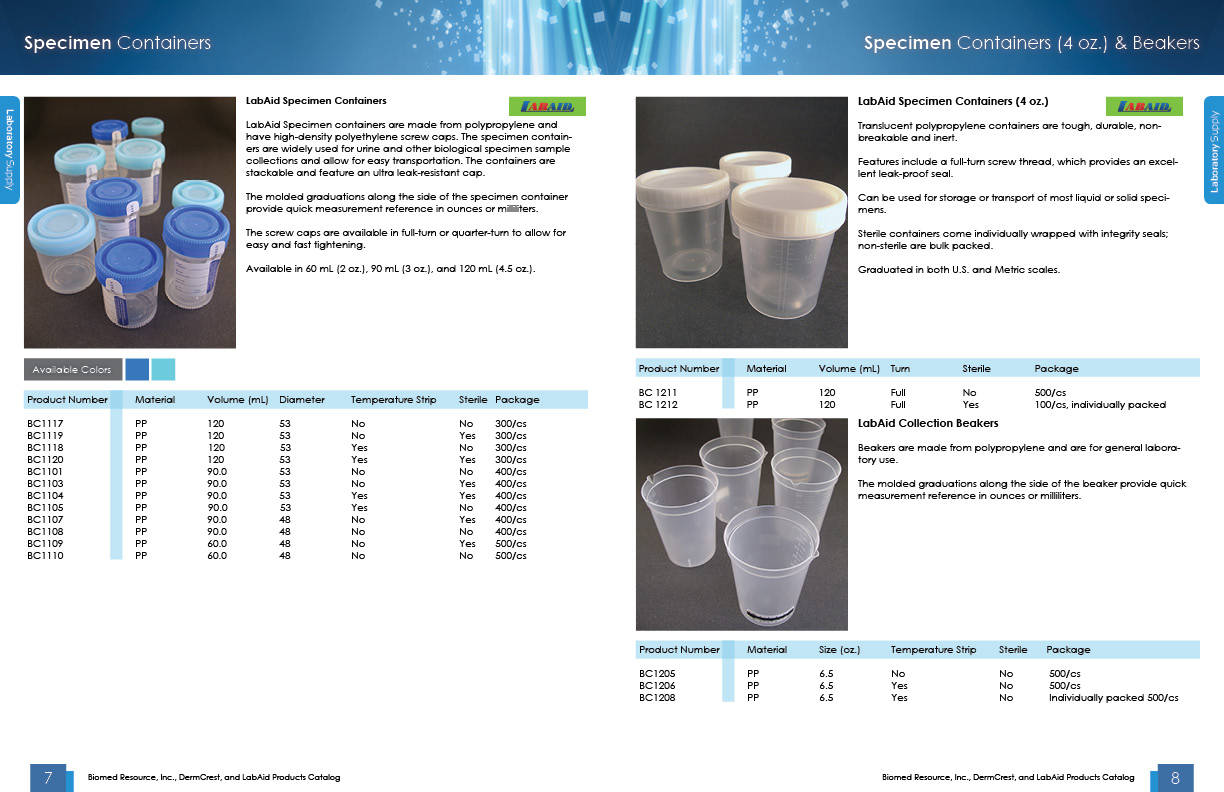 Specimen Containers
Laboratory Supply
LabAid Specimen Containers
LABAID
LabAid Specimen containers are made from polypropylene and
have high-density polyethylene screw caps. The specimen contain-
ers are widely used for urine and other biological specimen sample
collections and allow for easy transportation. The containers are
stackable and feature an ultra leak-resistant cap.
The molded graduations along the side of the specimen container
provide quick measurement reference in ounces or milliliters.
The screw caps are available in full-turn or quarter-turn to allow for
easy and fast tightening.
Available in 60 mL (2 oz.), 90 mL (3 oz.), and 120 mL (4.5 oz.).
Available Colors
Product Number Material Volume (mL) Diameter Temperature Strip Sterile Package
BC1117 PP 120 53 No No 300/cs
BC1119 PP 120 53 No Yes 300/cs
BC1118 PP 120 53 Yes No 300/cs
BC1120 PP 120 53 Yes Yes 300/cs
BC1101 PP 90.0 53 No No 400/cs
BC1103 PP 90.0 53 No Yes 400/cs
BC1104 PP 90.0 53 Yes Yes 400/cs
BC1105 PP 90.0 53 Yes No 400/cs
BC1107 PP 90.0 48 No Yes 400/cs
BC1108 PP 90.0 48 No No 400/cs
BC1109 PP 60.0 48 No Yes 500/cs
BC1110 PP 60.0 48 No No 500/cs
7
Biomed Resource, Inc., DermCrest, and LabAid Products Catalog
Specimen Containers (4 oz.) & Beakers
Laboratory Supply
LabAid Specimen Containers (4 oz.)
LABAID
Translucent polypropylene containers are tough, durable, non-
breakable and inert.
Features include a full-turn screw thread, which provides an excel-
lent leak-proof seal.
Can be used for storage or transport of most liquid or solid speci-
mens.
Sterile containers come individually wrapped with integrity seals;
non-sterile are bulk packed.
Graduated in both U.S. and Metric scales.
Product Number Material Volume (mL) Turn Sterile Package
BC 1211 PP 120 Full No 500/cs
BC 1212 PP 120 Full Yes 100/cs, individually packed
LabAid Collection Beakers
Beakers are made from polypropylene and are for general labora-
tory use.
The molded graduations along the side of the beaker provide quick
measurement reference in ounces or milliliters.
Product Number Material Size (oz.) Temperature Strip Sterile Package
BC1205 PP 6.5 No No 500/cs
BC1206 PP 6.5 Yes No 500/cs
BC1208 PP 6.5 Yes No Individually packed 500/cs
Biomed Resource, Inc., DermCrest, and LabAid Products Catalog
8